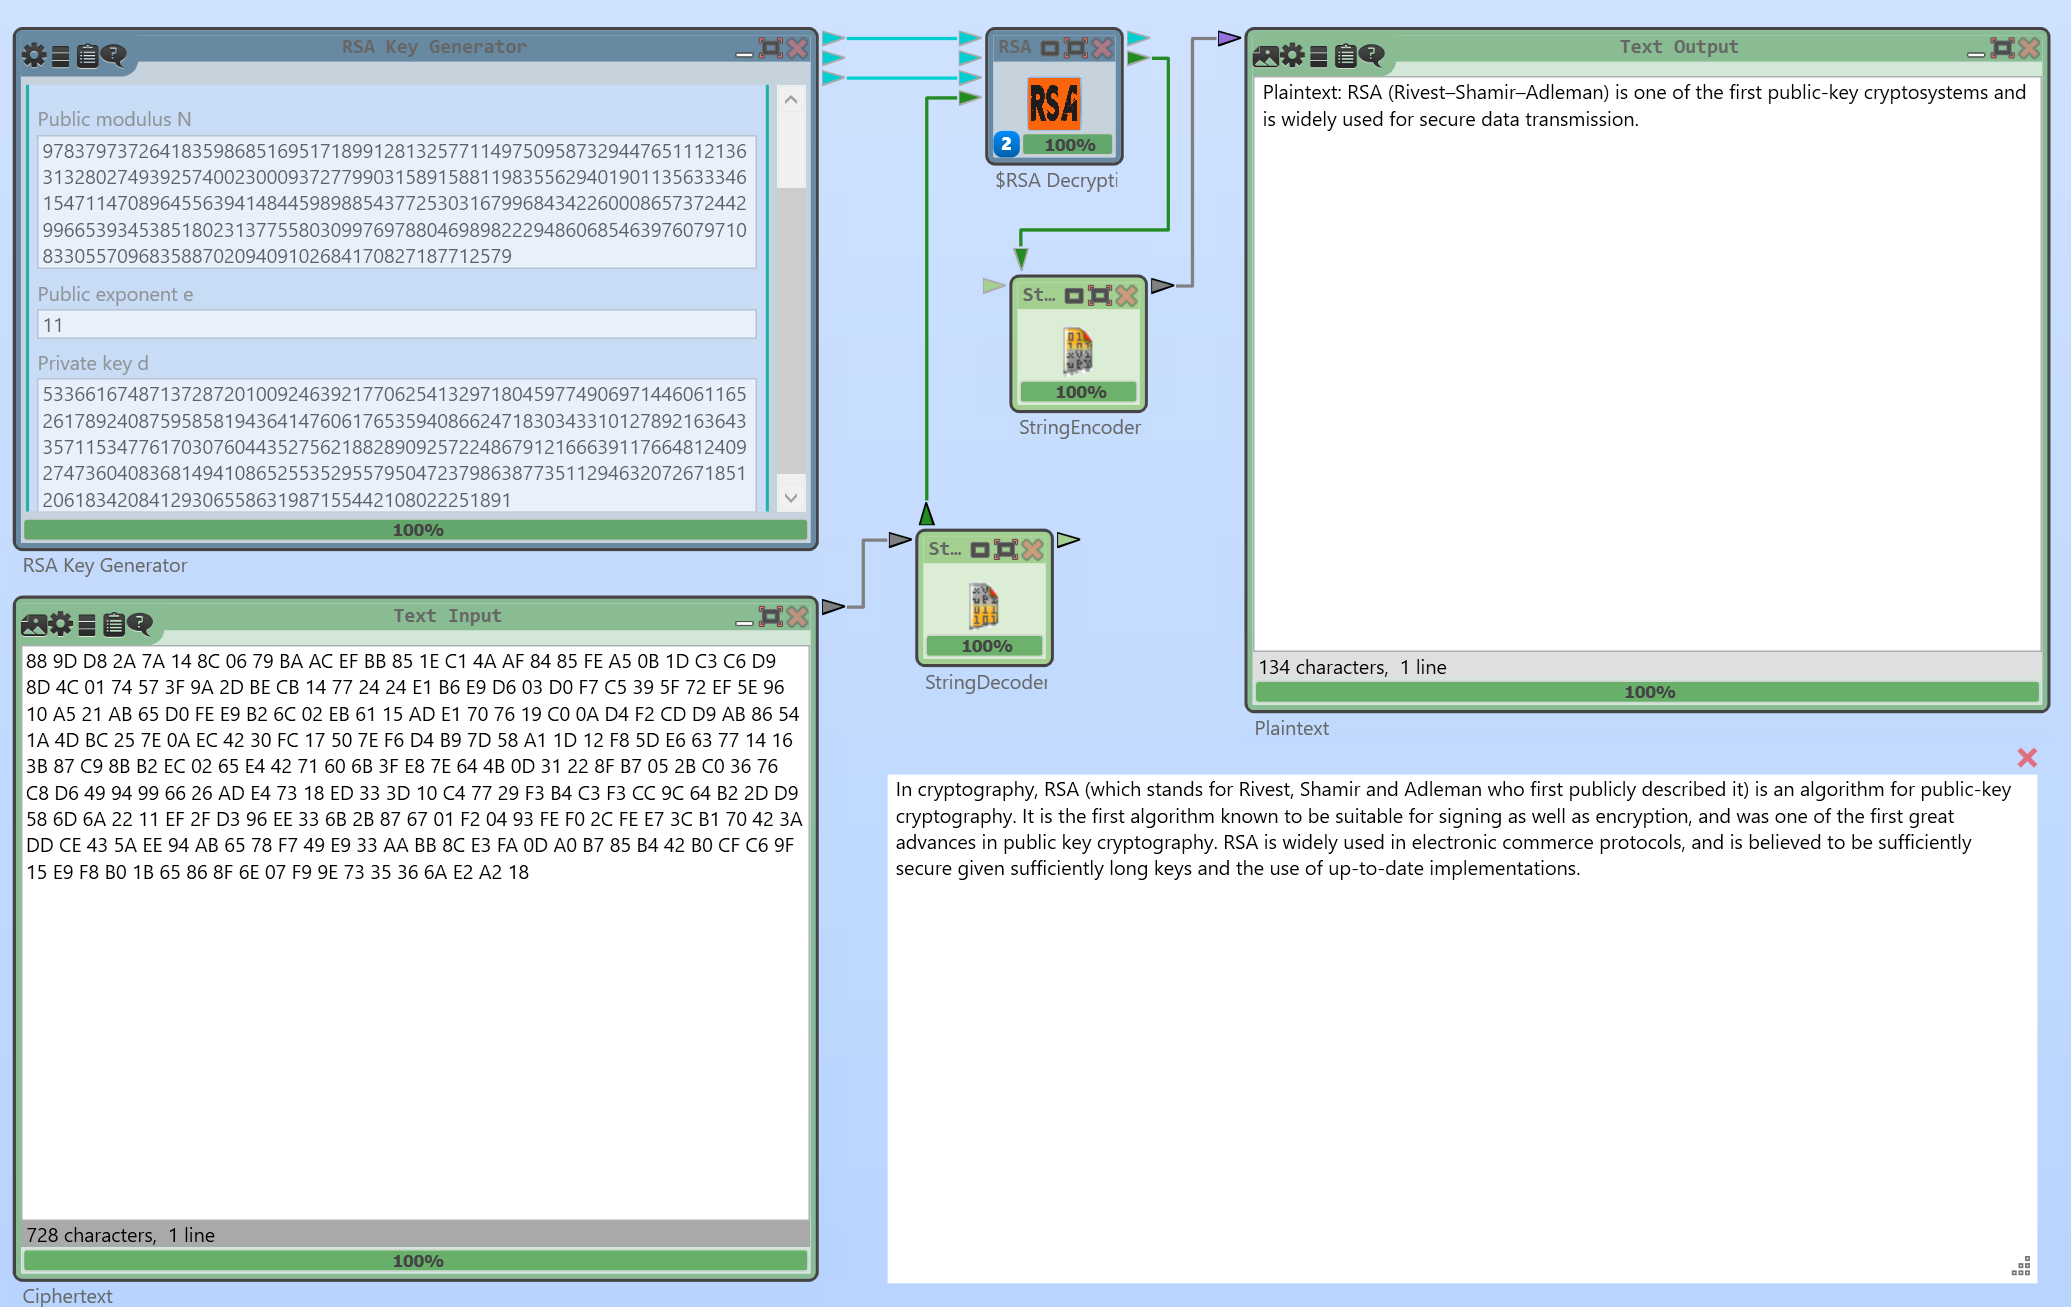 RSA Key Generator
Public modulus N
97837973726418359868516951718991281325771149750958732944765111213​6
31328027493925740023000937277990315891588119835562940190113563334​6
15471147089645563941484459898854377253031679968434226000865737244​2
99665393453851802313775580309976978804698982229486068546397607971​0
83305570968358870209409102684170827187712579
Public exponent e
11
Private key d
53366167487137287201009246392177062541329718045977490697144606116​5
26178924087595858194364147606176535940866247183034331012789216364​3
35711534776170307604435275621882890925722486791216663911766481240​9
27473604083681494108652553529557950472379863877351129463207267185​1
20618342084129306558631987155442108022251891
100%
RSA Key Generator
Text Input
88 9D D8 2A 7A 14 8C 06 79 BA AC EF BB 85 1E C1 4A AF 84 85 FE A5 0B 1D C3 C6 D9
8D 4C 01 74 57 3F 9A 2D BE CB 14 77 24 24 E1 B6 E9 D6 03 D0 F7 C5 39 5F 72 EF 5E 96
10 A5 21 AB 65 D0 FE E9 B2 6C 02 EB 61 15 AD E1 70 76 19 C0 0A D4 F2 CD D9 AB 86 54
1A 4D BC 25 7E 0A EC 42 30 FC 17 50 7E F6 D4 B9 7D 58 A1 1D 12 F8 5D E6 63 77 14 16
3B 87 C9 8B B2 EC 02 65 E4 42 71 60 6B 3F E8 7E 64 4B 0D 31 22 8F B7 05 2B C0 36 76
C8 D6 49 94 99 66 26 AD E4 73 18 ED 33 3D 10 C4 77 29 F3 B4 C3 F3 CC 9C 64 B2 2D D9
58 6D 6A 22 11 EF 2F D3 96 EE 33 6B 2B 87 67 01 F2 04 93 FE F0 2C FE E7 3C B1 70 42 3A
DD CE 43 5A EE 94 AB 65 78 F7 49 E9 33 AA BB 8C E3 FA 0D A0 B7 85 B4 42 B0 CF C6 9F
15 E9 F8 B0 1B 65 86 8F 6E 07 F9 9E 73 35 36 6A E2 A2 18
728 characters, 1 line
100%
Ciphertext
RSA
RSA
2
100%
$RSA Decrypti
St...
100%
StringEncoder
St...
100%
StringDecoder
Text Output
Plaintext: RSA (Rivest–Shamir–Adleman) is one of the first public-key cryptosystems and
is widely used for secure data transmission.
134 characters, 1 line
100%
Plaintext
In cryptography, RSA (which stands for Rivest, Shamir and Adleman who first publicly described it) is an algorithm for public-key
cryptography. It is the first algorithm known to be suitable for signing as well as encryption, and was one of the first great
advances in public key cryptography. RSA is widely used in electronic commerce protocols, and is believed to be sufficiently
secure given sufficiently long keys and the use of up-to-date implementations.